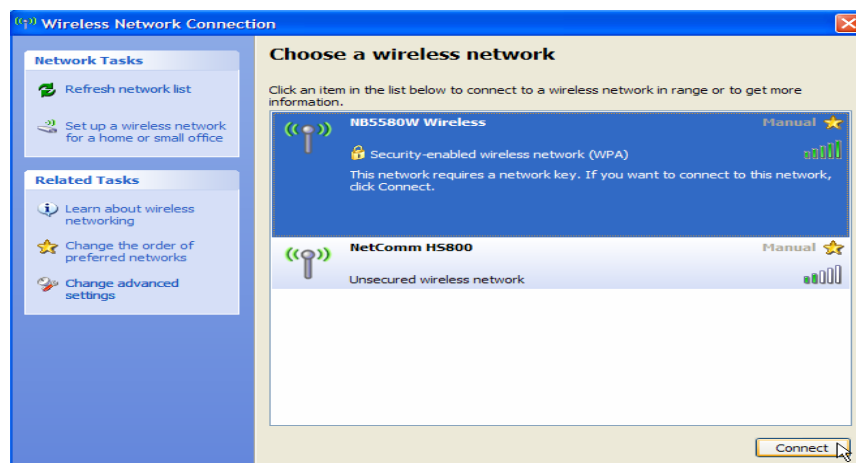 Wireless Network Connection
Network Tasks
Refresh network list
Set up a wireless network
for a home or small office
Related Tasks
Learn about wireless
networking
Change the order of
preferred networks
Change advanced
settings
Choose a wireless network
Click an item in the list below to connect to a wireless network in range or to get more
information.
NB5580W Wireless Manual
Security-enabled wireless network (WPA)
This network requires a network key. If you want to connect to this network,
click Connect.
NetComm HS800 Manual
Unsecured wireless network
Connect